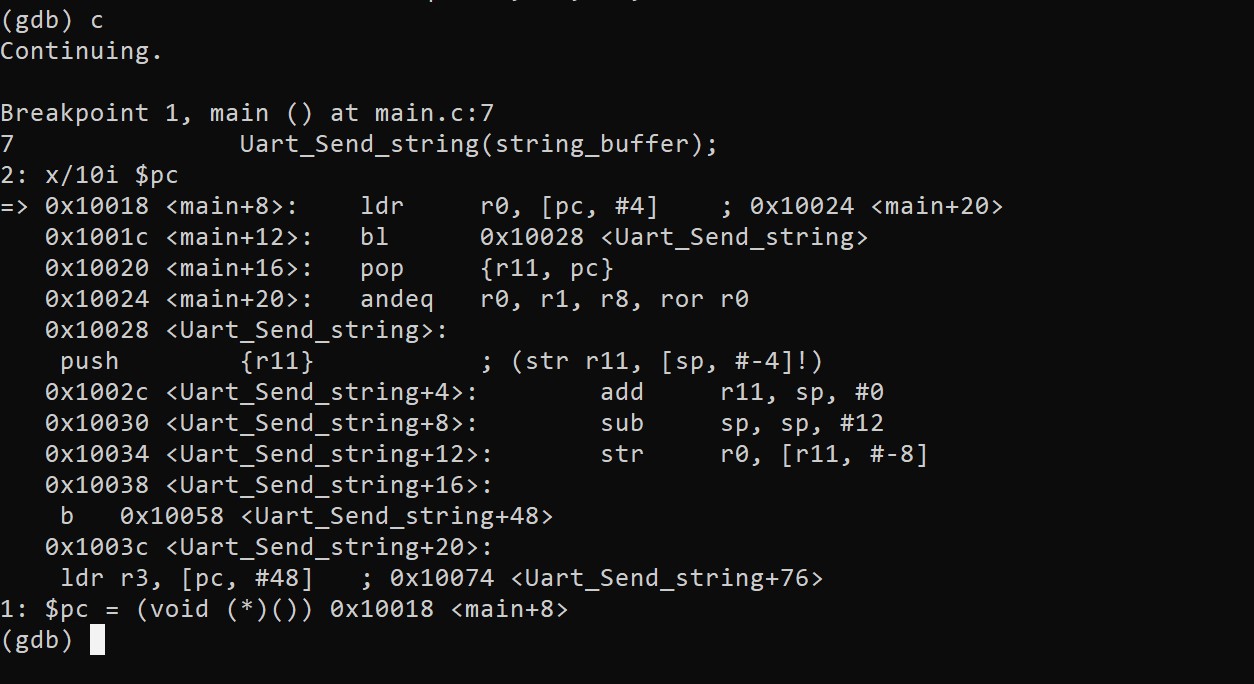 (gdb) c
Continuing.
Breakpoint 1, main () at main.c:7
7               Uart_Send_string(string_buffer);
2: x/10i $pc
=> 0x10018 <main+8>:    ldr     r0, [pc, #4]    ; 0x10024 <main+20>
   0x1001c <main+12>:   bl      0x10028 <Uart_Send_string>
   0x10020 <main+16>:   pop     {r11, pc}
   0x10024 <main+20>:   andeq   r0, r1, r8, ror r0
   0x10028 <Uart_Send_string>:
    push        {r11}           ; (str r11, [sp, #-4]!)
   0x1002c <Uart_Send_string+4>:        add     r11, sp, #0
   0x10030 <Uart_Send_string+8>:        sub     sp, sp, #12
   0x10034 <Uart_Send_string+12>:       str     r0, [r11, #-8]
   0x10038 <Uart_Send_string+16>:
    b   0x10058 <Uart_Send_string+48>
   0x1003c <Uart_Send_string+20>:
    ldr r3, [pc, #48]   ; 0x10074 <Uart_Send_string+76>
1: $pc = (void (*)()) 0x10018 <main+8>
(gdb)